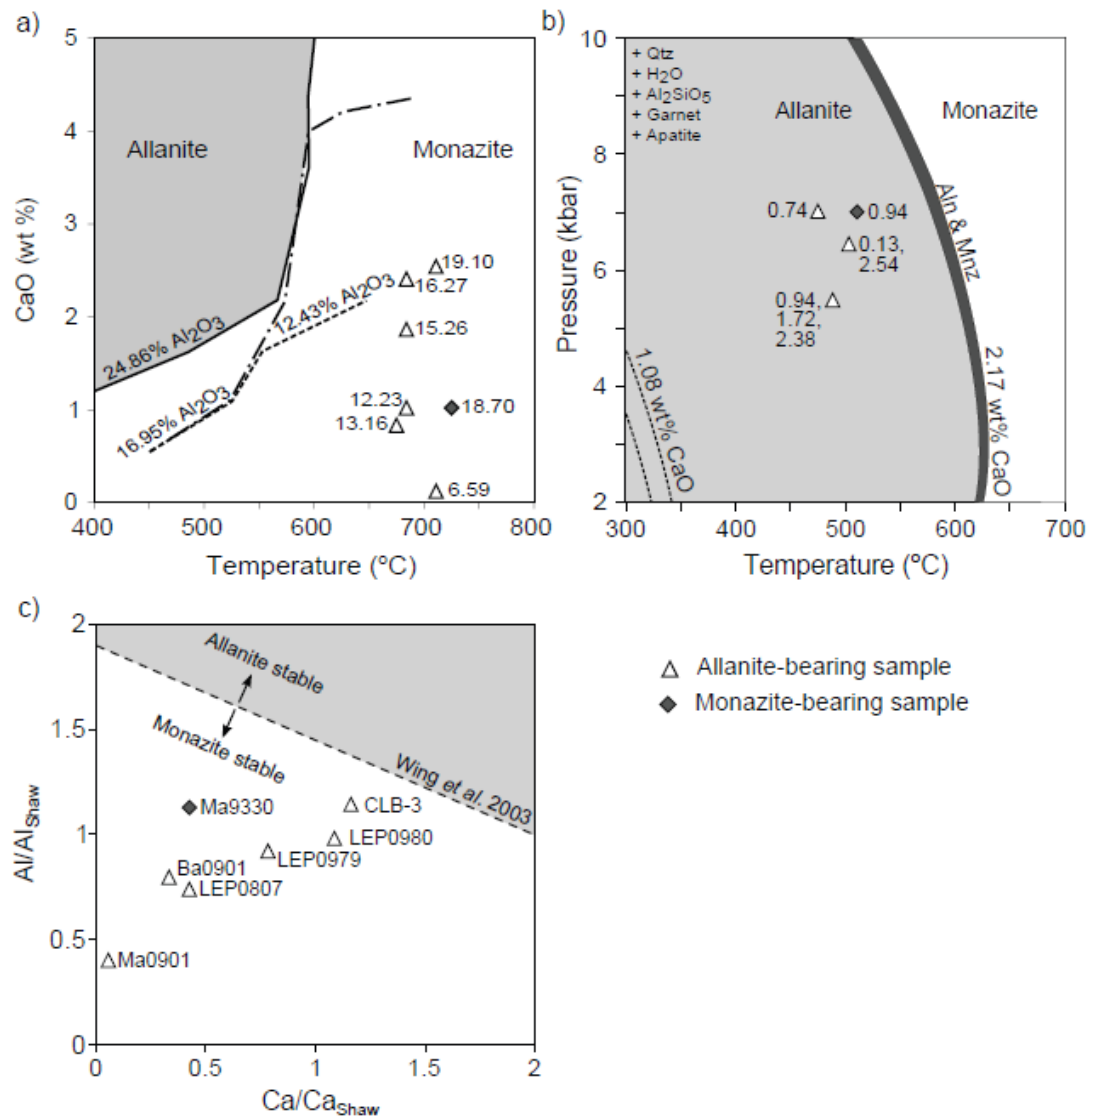 a)
5
4
3
2
1
0
CaO (wt %)
Allanite
Monazite
24.86% Al2O3
16.95% Al2O3
12.43% Al2O3
19.10
16.27
15.26
12.23
13.16
18.70
6.59
400
500
600
700
800
Temperature (ºC)
b)
10
8
6
4
2
Pressure (kbar)
+ Qtz
+ H2O
+ Al2SiO5
+ Garnet
+ Apatite
Allanite
Monazite
Aln & Mnz
0.74
0.94
0.13,
2.54
0.94,
1.72,
2.38
1.08 wt% CaO
2.17 wt% CaO
300
400
500
600
700
Temperature (ºC)
c)
2
1.5
1
0.5
0
Al/AlShaw
Allanite stable
Monazite stable
Wing et al. 2003
Ma9330
CLB-3
LEP0980
LEP0979
Ba0901
LEP0807
Ma0901
0
0.5
1
1.5
2
Ca/CaShaw
Allanite-bearing sample
Monazite-bearing sample